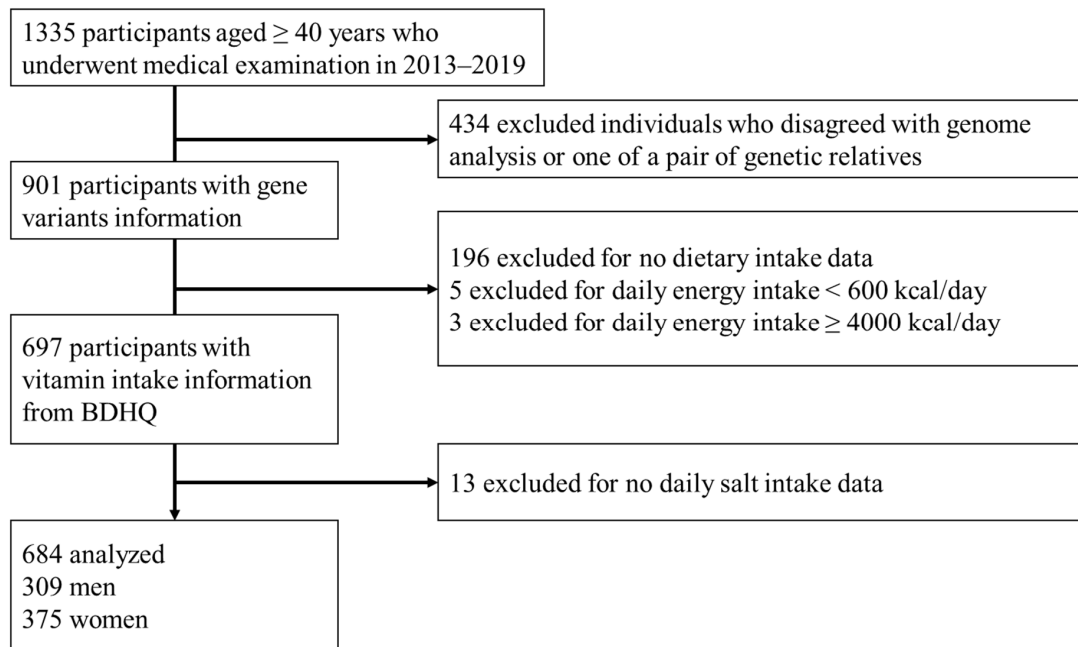 1335 participants aged ≥ 40 years who
underwent medical examination in 2013–2019
434 excluded individuals who disagreed with genome
analysis or one of a pair of genetic relatives
901 participants with gene
variants information
196 excluded for no dietary intake data
5 excluded for daily energy intake < 600 kcal/day
3 excluded for daily energy intake ≥ 4000 kcal/day
697 participants with
vitamin intake information
from BDHQ
13 excluded for no daily salt intake data
684 analyzed
309 men
375 women